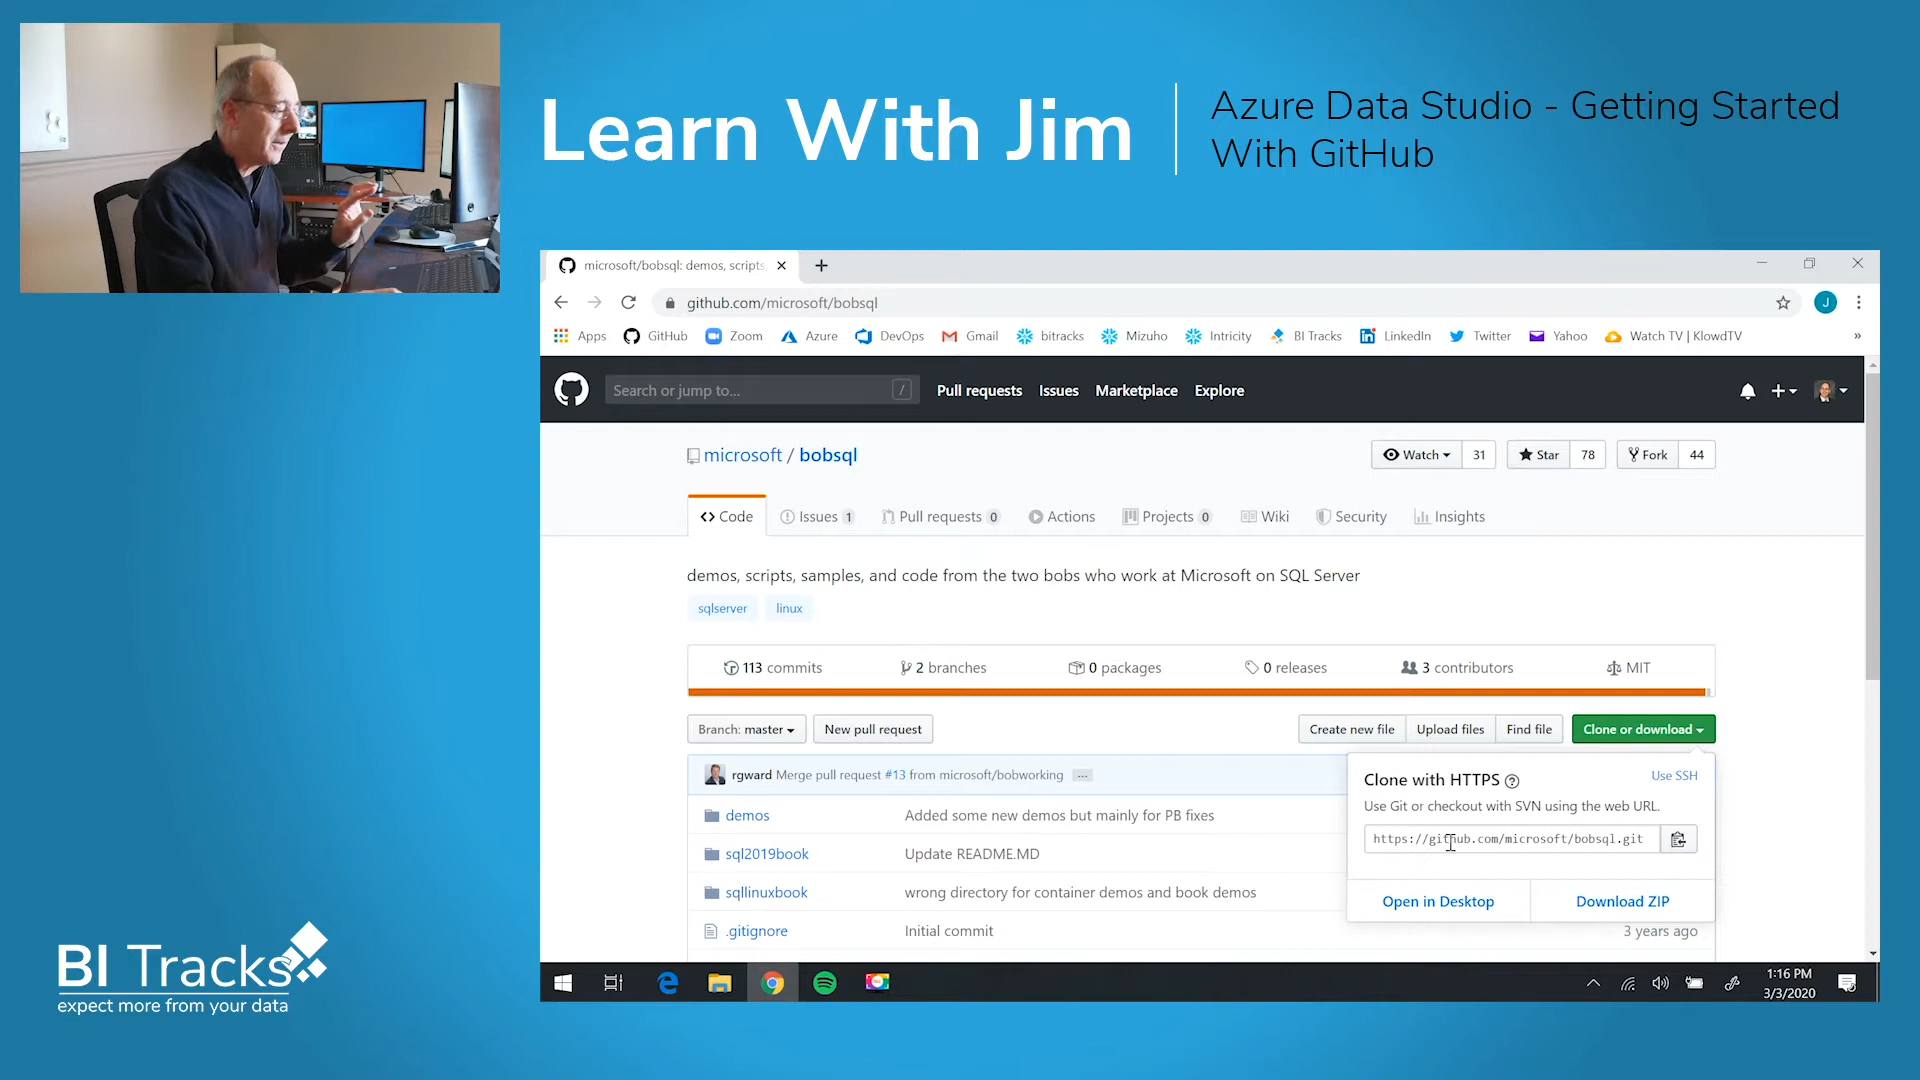 Learn With Jim
Azure Data Studio - Getting Started
With GitHub
microsoft/bobsql: demos, scripts,
github.com/microsoft/bobsql
J
Apps GitHub Zoom Azure DevOps Gmail bitracks Mizuho Intricity BI Tracks LinkedIn Twitter Yahoo Watch TV | KlowdTV »
Search or jump to... / Pull requests Issues Marketplace Explore
microsoft / bobsql
Watch 31 Star 78 Fork 44
Code Issues 1 Pull requests 0 Actions Projects 0 Wiki Security Insights
demos, scripts, samples, and code from the two bobs who work at Microsoft on SQL Server
sqlserver linux
113 commits 2 branches 0 packages 0 releases 3 contributors MIT
Branch: master New pull request Create new file Upload files Find file Clone or download
rgward Merge pull request #13 from microsoft/bobworking ...
Clone with HTTPS Use SSH
Use Git or checkout with SVN using the web URL.
https://github.com/microsoft/bobsql.git
Open in Desktop Download ZIP
demos Added some new demos but mainly for PB fixes
sql2019book Update README.MD
sqllinuxbook wrong directory for container demos and book demos
.gitignore Initial commit 3 years ago
1:16 PM
3/3/2020
BI Tracks
expect more from your data